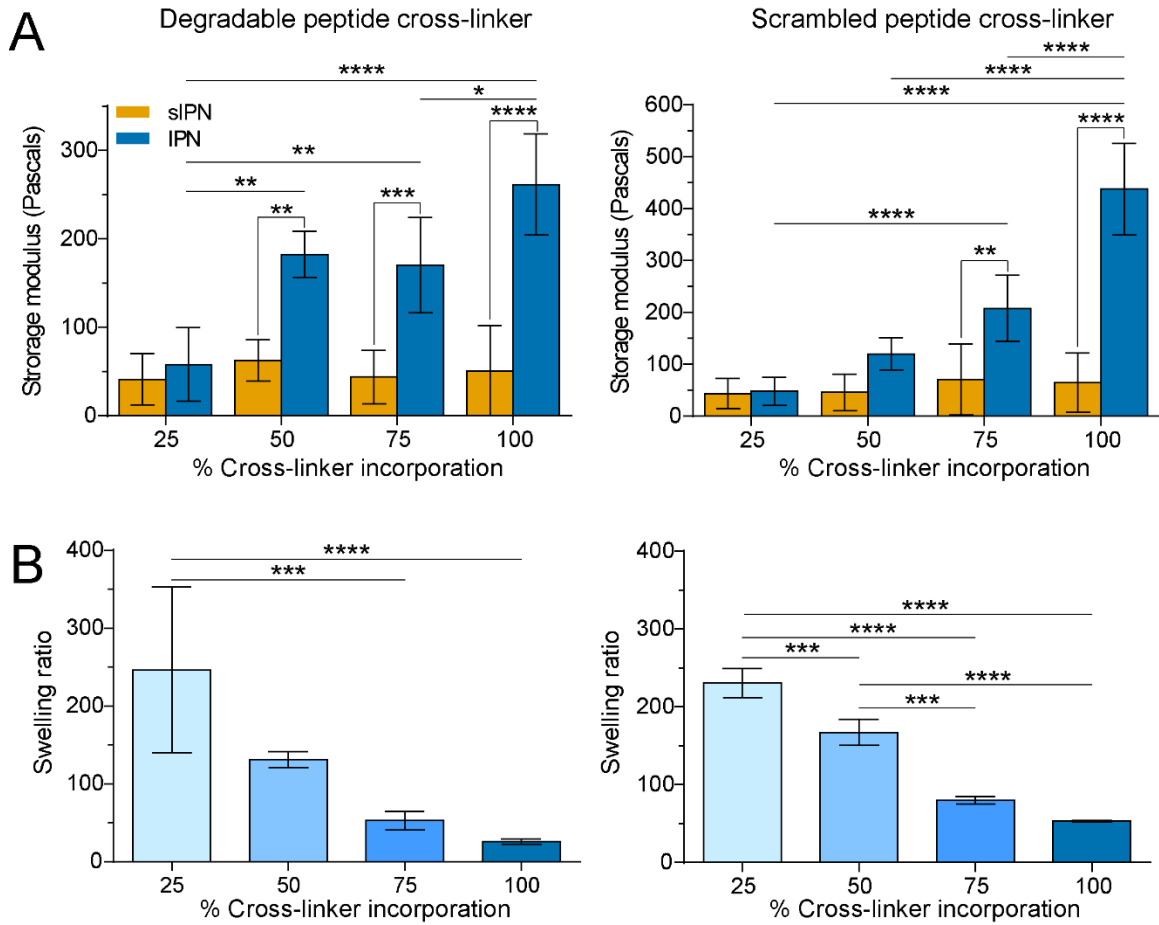 A
Degradable peptide cross-linker
Strorage modulus (Pascals)
sIPN
IPN
****
*
****
**
**
**
***
300
200
100
0
25 50 75 100
% Cross-linker incorporation
Scrambled peptide cross-linker
Storage modulus (Pascals)
****
****
****
****
****
**
600
500
400
300
200
100
0
25 50 75 100
% Cross-linker incorporation
B
Swelling ratio
400
300
200
100
0
****
***
25 50 75 100
% Cross-linker incorporation
Swelling ratio
400
300
200
100
0
****
****
***
****
***
25 50 75 100
% Cross-linker incorporation